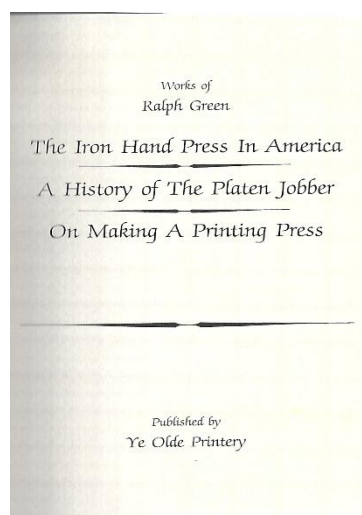 Works of
Ralph Green
The Iron Hand Press In America
A History of The Platen Jobber
On Making A Printing Press
Published by
Ye Olde Printery